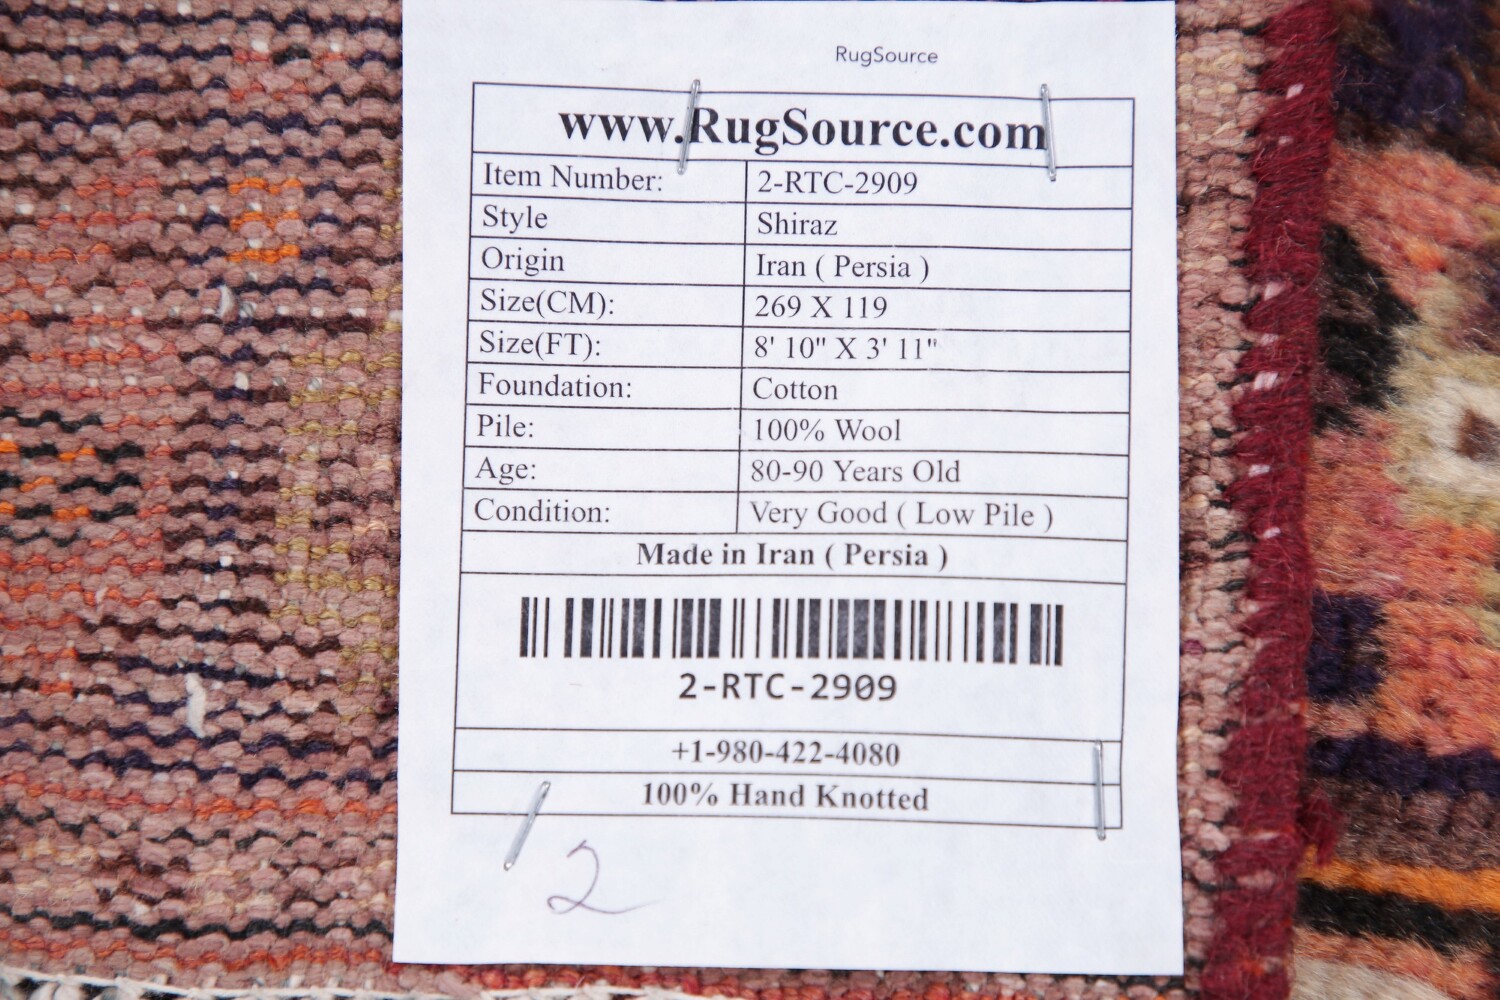 RugSource
www.RugSource.com
Item Number: 2-RTC-2909
Style Shiraz
Origin Iran ( Persia )
Size(CM): 269 X 119
Size(FT): 8' 10" X 3' 11"
Foundation: Cotton
Pile: 100% Wool
Age: 80-90 Years Old
Condition: Very Good ( Low Pile )
Made in Iran ( Persia )
2-RTC-2909
+1-980-422-4080
100% Hand Knotted
2